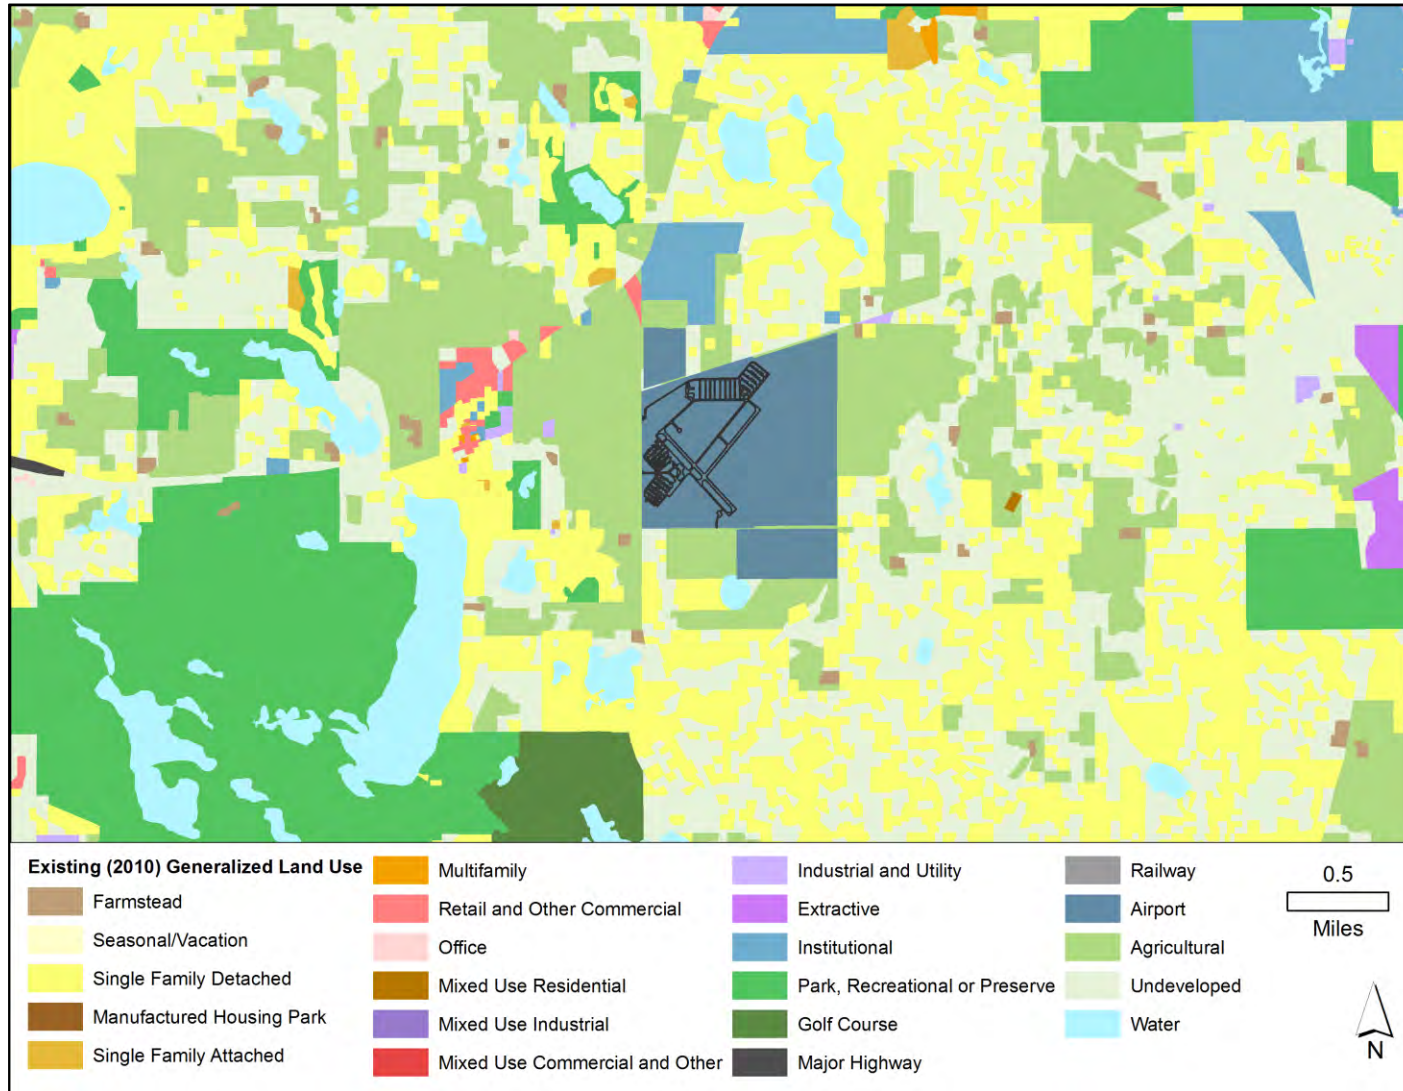 Existing (2010) Generalized Land Use
Farmstead
Seasonal/Vacation
Single Family Detached
Manufactured Housing Park
Single Family Attached
Multifamily
Retail and Other Commercial
Office
Mixed Use Residential
Mixed Use Industrial
Mixed Use Commercial and Other
Industrial and Utility
Extractive
Institutional
Park, Recreational or Preserve
Golf Course
Major Highway
Railway
Airport
Agricultural
Undeveloped
Water
0.5
Miles
N